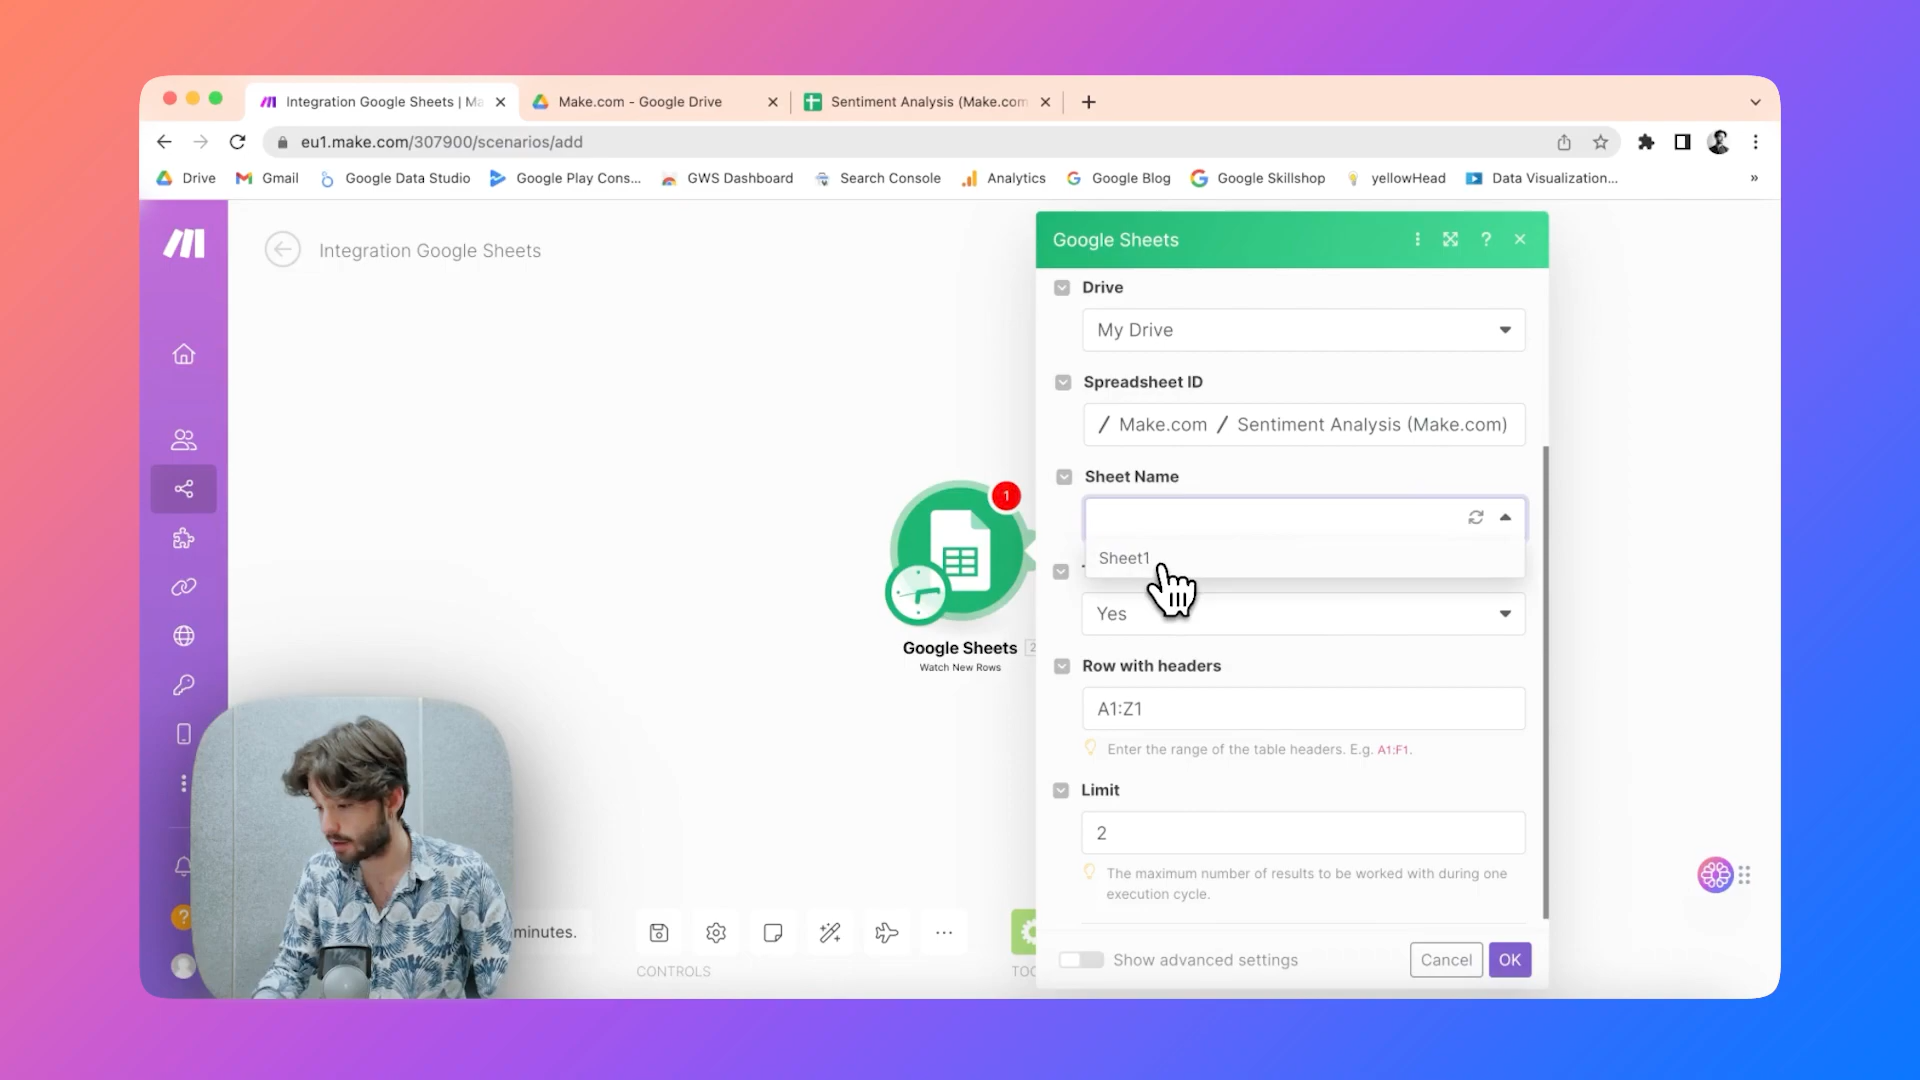 Integration Google Sheets | Ma
Make.com - Google Drive
Sentiment Analysis (Make.com
eu1.make.com/307900/scenarios/add
Drive
Gmail
Google Data Studio
Google Play Cons...
GWS Dashboard
Search Console
Analytics
Google Blog
Google Skillshop
yellowHead
Data Visualization...
»
Integration Google Sheets
Google Sheets
?
Drive
My Drive
Spreadsheet ID
/ Make.com / Sentiment Analysis (Make.com)
Sheet Name
Sheet1
Yes
Row with headers
A1:Z1
Enter the range of the table headers. E.g. A1:F1.
Limit
2
The maximum number of results to be worked with during one
execution cycle.
Show advanced settings
Cancel
OK
1
Google Sheets
2
Watch New Rows
?
minutes.
CONTROLS
TOO